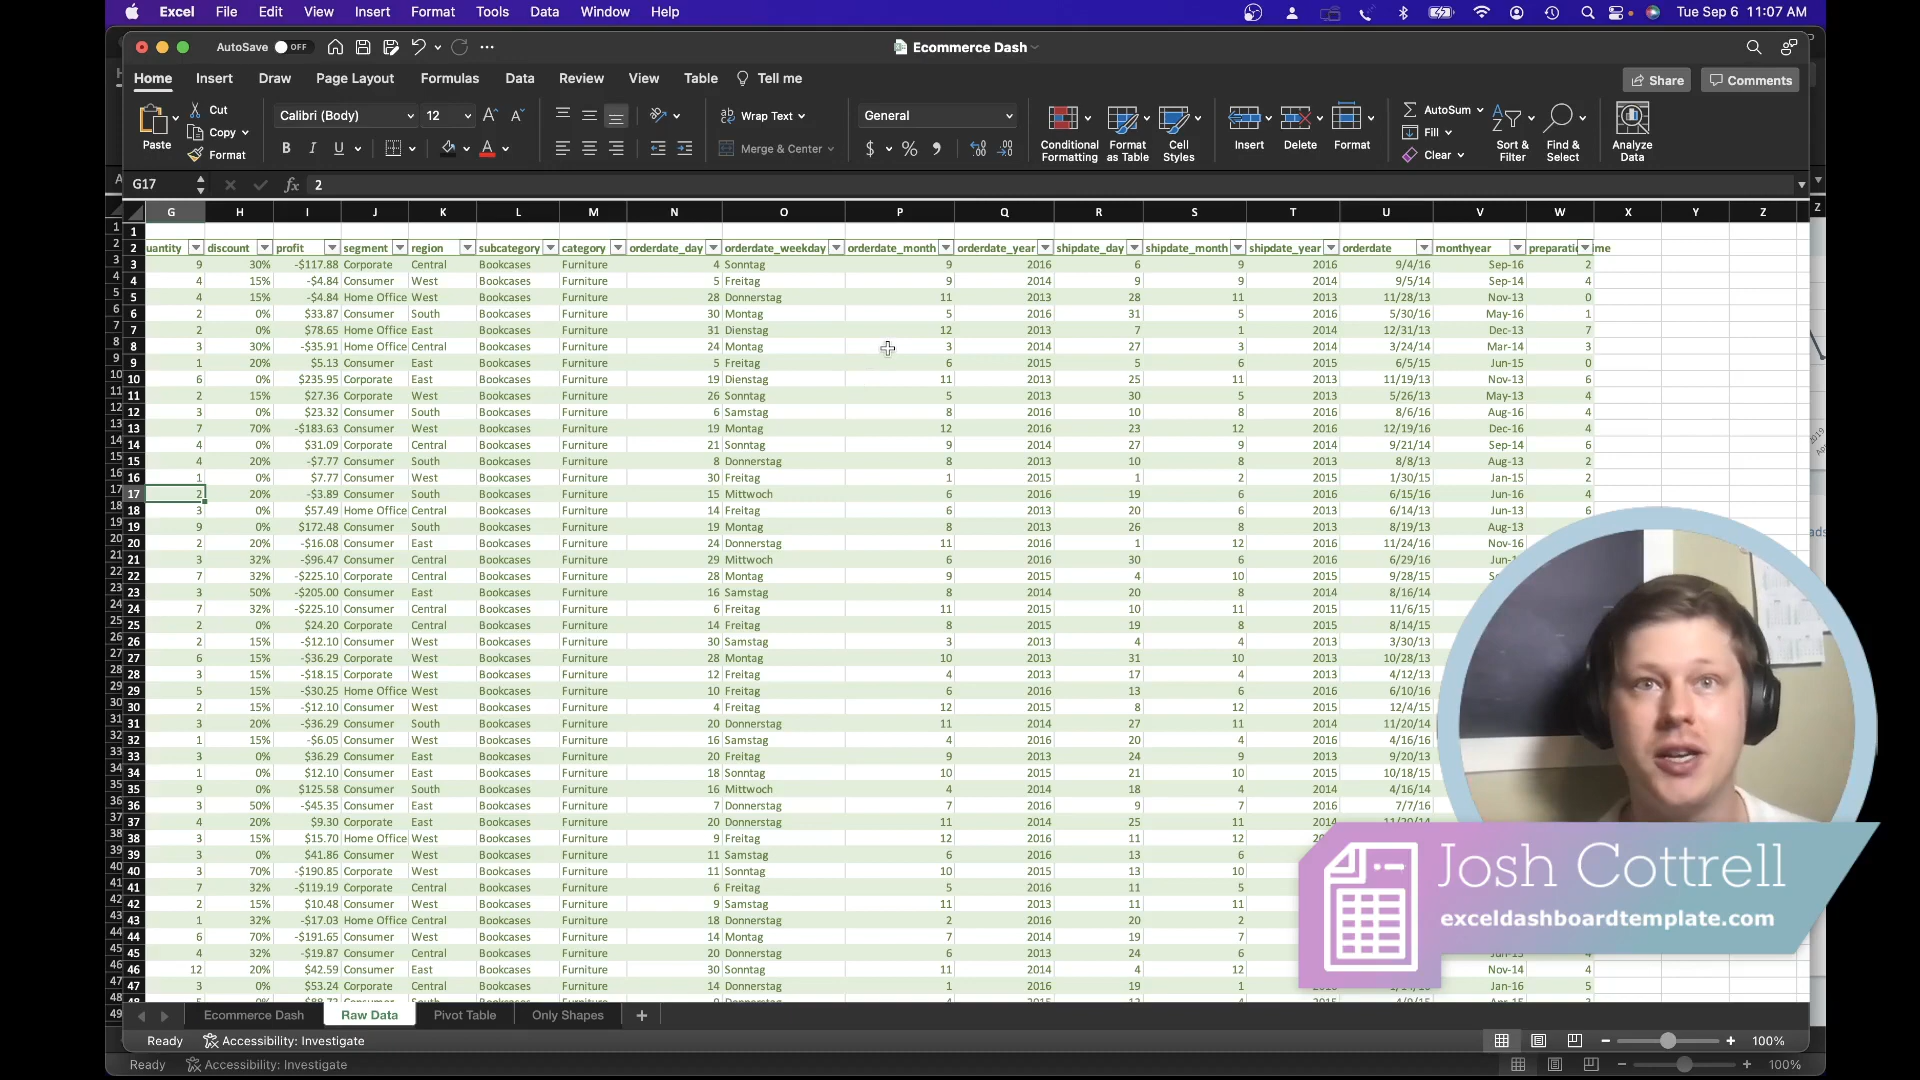 Excel File Edit View Insert Format Tools Data Window Help Tue Sep 6 11:07 AM
AutoSave OFF Ecommerce Dash
Home Insert Draw Page Layout Formulas Data Review View Table Tell me Share Comments
Paste Cut Copy Format Calibri (Body) 12 Wrap Text Merge & Center General Conditional Formatting Format as Table Cell Styles Insert Delete Format AutoSum Fill Clear Sort & Filter Find & Select Analyze Data
G17 fx 2
G H I J K L M N O P Q R S T U V W X Y Z
1
2 uantity discount profit segment region subcategory category orderdate_day orderdate_weekday orderdate_month orderdate_year shipdate_day shipdate_month shipdate_year orderdate monthyear
3 9 30% -$117.88 Corporate Central Bookcases Furniture 4 Sonntag 9 2016 6 9 2016 9/4/16 Sep-16 2
4 4 15% -$4.84 Consumer West Bookcases Furniture 5 Freitag 9 2014 9 9 2014 9/5/14 Sep-14 4
5 4 15% -$4.84 Home Office West Bookcases Furniture 28 Donnerstag 11 2013 28 11 2013 11/28/13 Nov-13 0
6 2 0% $33.87 Consumer South Bookcases Furniture 30 Montag 5 2016 31 5 2016 5/30/16 May-16 1
7 2 0% $78.65 Home Office East Bookcases Furniture 31 Dienstag 12 2013 7 1 2014 12/31/13 Dec-13 7
8 3 30% -$35.91 Home Office Central Bookcases Furniture 24 Montag 3 2014 27 3 2014 3/24/14 Mar-14 3
9 1 20% $5.13 Consumer East Bookcases Furniture 5 Freitag 6 2015 5 6 2015 6/5/15 Jun-15 0
10 6 0% $235.95 Corporate East Bookcases Furniture 19 Dienstag 11 2013 25 11 2013 11/19/13 Nov-13 6
11 2 15% $27.36 Corporate West Bookcases Furniture 26 Sonntag 5 2013 30 5 2013 5/26/13 May-13 4
12 3 0% $23.32 Consumer South Bookcases Furniture 6 Samstag 8 2016 10 8 2016 8/6/16 Aug-16 4
13 7 70% -$183.63 Consumer West Bookcases Furniture 19 Montag 12 2016 23 12 2016 12/19/16 Dec-16 4
14 4 0% $31.09 Corporate Central Bookcases Furniture 21 Sonntag 9 2014 27 9 2014 9/21/14 Sep-14 6
15 4 20% -$7.77 Consumer South Bookcases Furniture 8 Donnerstag 8 2013 10 8 2013 8/8/13 Aug-13 2
16 1 0% $7.77 Consumer West Bookcases Furniture 30 Freitag 1 2015 1 2 2015 1/30/15 Jan-15 2
17 2 20% -$3.89 Consumer South Bookcases Furniture 15 Mittwoch 6 2016 19 6 2016 6/15/16 Jun-16 4
18 3 0% $57.49 Home Office Central Bookcases Furniture 14 Freitag 6 2013 20 6 2013 6/14/13 Jun-13 6
19 9 0% $172.48 Consumer South Bookcases Furniture 19 Montag 8 2013 26 8 2013 8/19/13 Aug-13
20 2 20% -$16.08 Consumer East Bookcases Furniture 24 Donnerstag 11 2016 1 12 2016 11/24/16 Nov-16
21 3 32% -$96.47 Consumer Central Bookcases Furniture 29 Mittwoch 6 2016 30 6 2016 6/29/16
22 7 32% -$225.10 Corporate Central Bookcases Furniture 28 Montag 9 2015 4 10 2015 9/28/15
23 3 50% -$205.00 Consumer East Bookcases Furniture 16 Samstag 8 2014 20 8 2014 8/16/14
24 7 32% -$225.10 Consumer Central Bookcases Furniture 6 Freitag 11 2015 10 11 2015 11/6/15
25 2 0% $24.20 Corporate Central Bookcases Furniture 14 Freitag 8 2015 19 8 2015 8/14/15
26 2 15% -$12.10 Consumer West Bookcases Furniture 30 Samstag 3 2013 4 4 2013 3/30/13
27 6 15% -$36.29 Corporate West Bookcases Furniture 28 Montag 10 2013 31 10 2013 10/28/13
28 3 15% -$18.15 Corporate West Bookcases Furniture 12 Freitag 4 2013 17 4 2013 4/12/13
29 5 15% -$30.25 Home Office West Bookcases Furniture 10 Freitag 6 2016 13 6 2016 6/10/16
30 2 15% -$12.10 Consumer West Bookcases Furniture 4 Freitag 12 2015 8 12 2015 12/4/15
31 3 20% -$36.29 Consumer South Bookcases Furniture 20 Donnerstag 11 2014 27 11 2014 11/20/14
32 1 15% -$6.05 Consumer West Bookcases Furniture 16 Samstag 4 2016 20 4 2016 4/16/16
33 3 0% $36.29 Consumer East Bookcases Furniture 20 Freitag 9 2013 24 9 2013 9/20/13
34 1 0% $12.10 Consumer East Bookcases Furniture 18 Sonntag 10 2015 21 10 2015 10/18/15
35 9 0% $125.58 Consumer South Bookcases Furniture 16 Mittwoch 4 2014 18 4 2014 4/16/14
36 3 50% -$45.35 Consumer East Bookcases Furniture 7 Donnerstag 7 2016 9 7 2016 7/7/16
37 4 20% $9.30 Corporate East Bookcases Furniture 20 Donnerstag 11 2014 25 11 2014
38 3 15% $15.70 Home Office West Bookcases Furniture 9 Freitag 12 2016 11 12
39 3 0% $41.86 Consumer West Bookcases Furniture 11 Samstag 6 2016 13 6
40 3 70% -$190.85 Corporate West Bookcases Furniture 11 Sonntag 10 2015 13 10
41 7 32% -$119.19 Corporate Central Bookcases Furniture 6 Freitag 5 2016 11 5
42 2 15% $10.48 Consumer West Bookcases Furniture 9 Samstag 11 2013 11 11
43 1 32% -$17.03 Home Office Central Bookcases Furniture 18 Donnerstag 2 2016 20 2
44 6 70% -$191.65 Consumer West Bookcases Furniture 14 Montag 7 2014 19 7
45 4 32% -$19.87 Consumer Central Bookcases Furniture 20 Donnerstag 6 2013 24 6
46 12 20% $42.59 Consumer East Bookcases Furniture 30 Sonntag 11 2014 4 12 Nov-14 4
47 3 0% $53.24 Corporate Central Bookcases Furniture 14 Donnerstag 1 2016 19 1 Jan-16 5
Josh Cottrell
exceldashboardtemplate.com
Ecommerce Dash Raw Data Pivot Table Only Shapes +
Ready Accessibility: Investigate 100%
Ready Accessibility: Investigate 100%